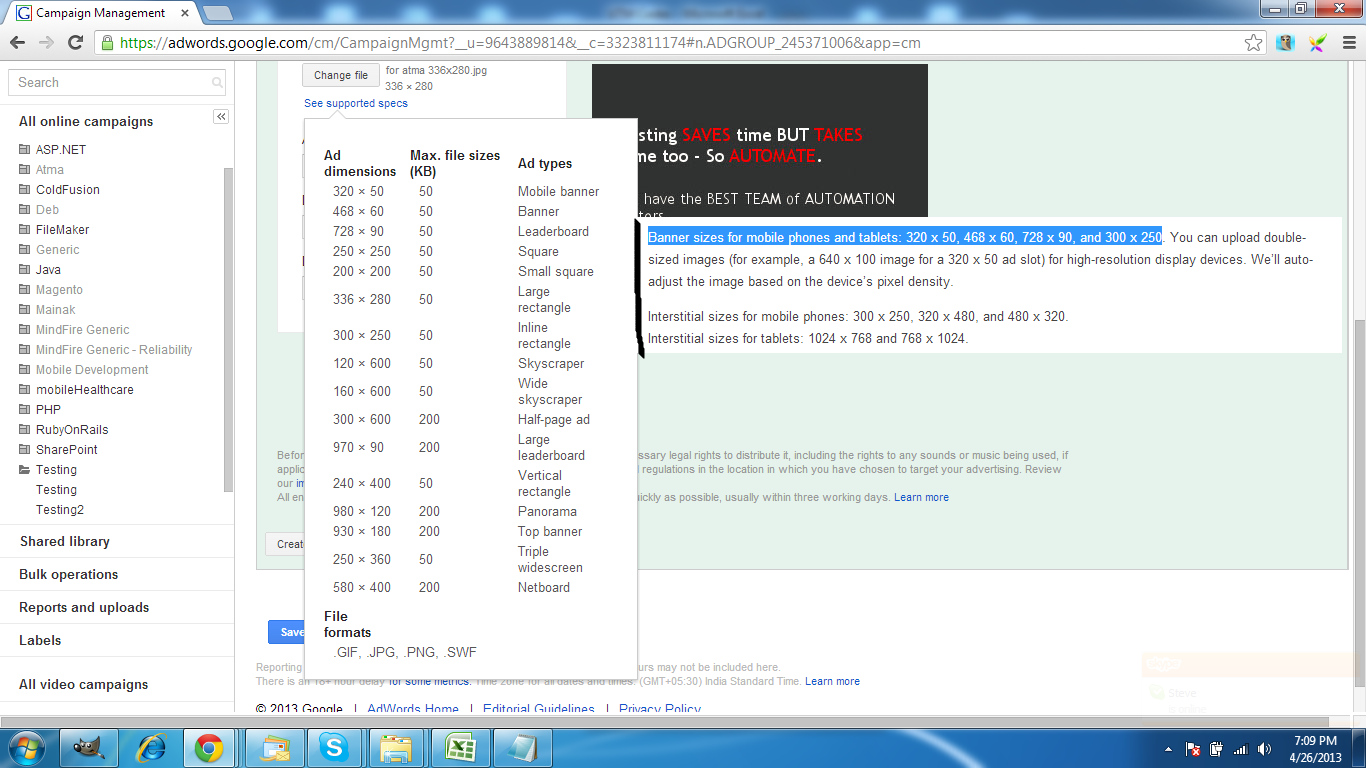 Campaign Management
https://adwords.google.com/cm/CampaignMgmt?__u=9643889814&__c=3323811174#n.ADGROUP_245371006&app=cm
Search
All online campaigns
ASP.NET
Atma
ColdFusion
Deb
FileMaker
Generic
Java
Magento
Mainak
MindFire Generic
MindFire Generic - Reliability
Mobile Development
mobileHealthcare
PHP
RubyOnRails
SharePoint
Testing
Testing
Testing2
Shared library
Bulk operations
Reports and uploads
Labels
All video campaigns
Change file
for atma 336x280.jpg
336 × 280
See supported specs
Ad dimensions Max. file sizes (KB) Ad types
320 × 50 50 Mobile banner
468 × 60 50 Banner
728 × 90 50 Leaderboard
250 × 250 50 Square
200 × 200 50 Small square
336 × 280 50 Large rectangle
300 × 250 50 Inline rectangle
120 × 600 50 Skyscraper
160 × 600 50 Wide skyscraper
300 × 600 200 Half-page ad
970 × 90 200 Large leaderboard
240 × 400 50 Vertical rectangle
980 × 120 200 Panorama
930 × 180 200 Top banner
250 × 360 50 Triple widescreen
580 × 400 200 Netboard
File formats
.GIF, .JPG, .PNG, .SWF
sting SAVES time BUT TAKES
me too - So AUTOMATE.
have the BEST TEAM of AUTOMATION
Banner sizes for mobile phones and tablets: 320 x 50, 468 x 60, 728 x 90, and 300 x 250. You can upload double-
sized images (for example, a 640 x 100 image for a 320 x 50 ad slot) for high-resolution display devices. We'll auto-
adjust the image based on the device's pixel density.
Interstitial sizes for mobile phones: 300 x 250, 320 x 480, and 480 x 320.
Interstitial sizes for tablets: 1024 x 768 and 768 x 1024.
Befor ssary legal rights to distribute it, including the rights to any sounds or music being used, if
applic l regulations in the location in which you have chosen to target your advertising. Review
our im
All en uickly as possible, usually within three working days. Learn more
Create
Save
Reporting urs may not be included here.
There is an 18+ hour delay for some metrics. Time zone for all dates and times: (GMT+05:30) India Standard Time. Learn more
© 2013 Google | AdWords Home | Editorial Guidelines | Privacy Policy
Steve
7:09 PM
4/26/2013